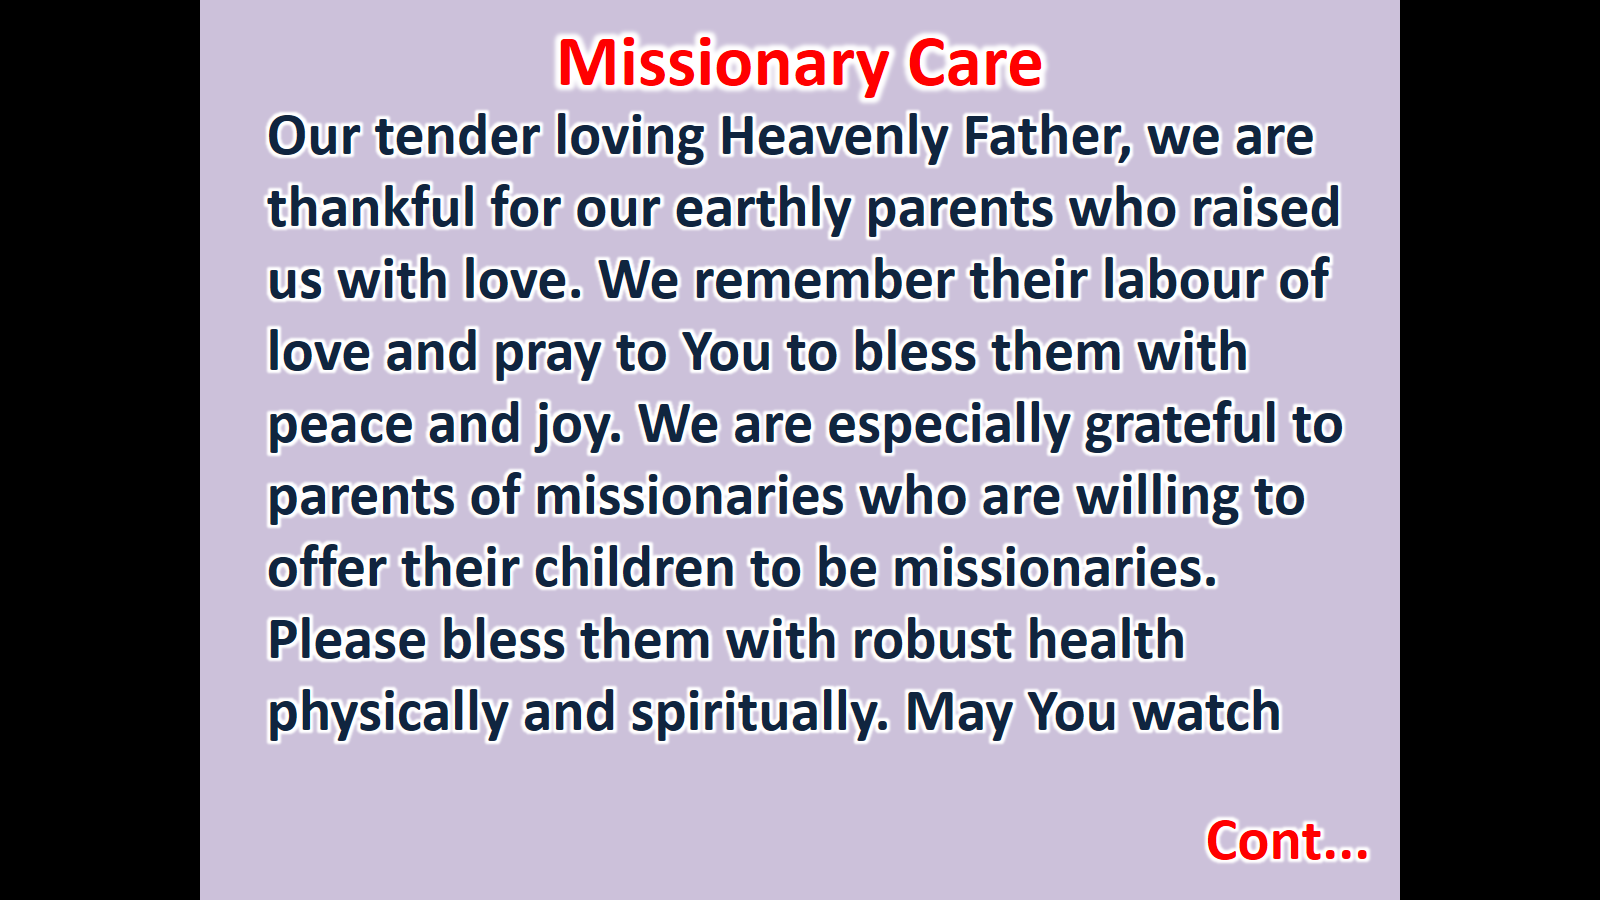 Missionary Care
Our tender loving Heavenly Father, we are
thankful for our earthly parents who raised
us with love. We remember their labour of
love and pray to You to bless them with
peace and joy. We are especially grateful to
parents of missionaries who are willing to
offer their children to be missionaries.
Please bless them with robust health
physically and spiritually. May You watch
Cont...